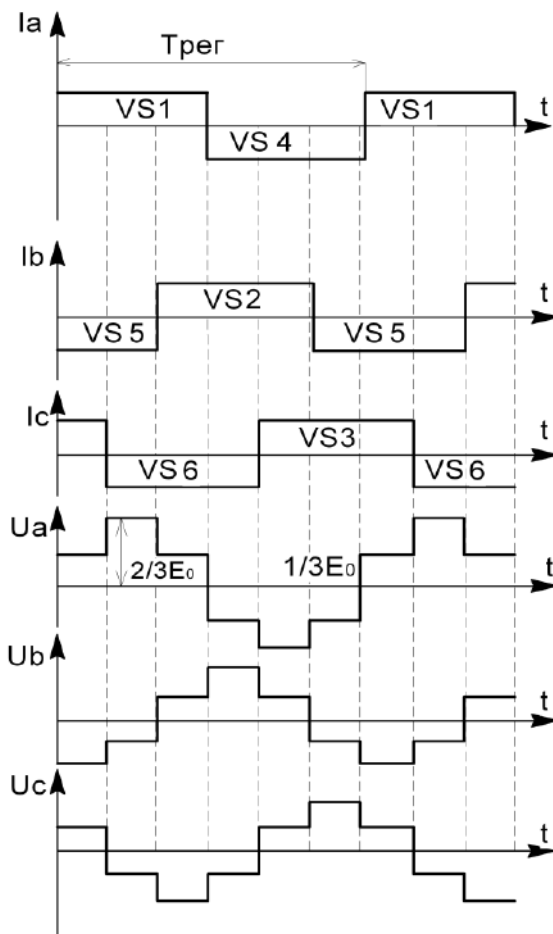 Ia
Tрег
VS1
VS1
t
VS 4
Ib
VS2
t
VS 5
VS 5
Ic
VS3
t
VS 6
VS 6
Ua
2/3E₀
1/3E₀
t
Ub
t
Uc
t